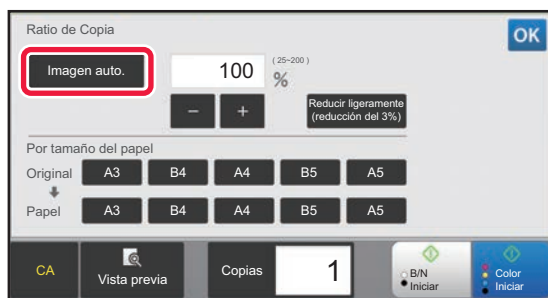 Ratio de Copia
OK
Imagen auto.
100
(25~200)
%
－
＋
Reducir ligeramente
(reducción del 3%)
Por tamaño del papel
Original
A3
B4
A4
B5
A5
Papel
A3
B4
A4
B5
A5
CA
Vista previa
Copias
1
B/N
Iniciar
Color
Iniciar